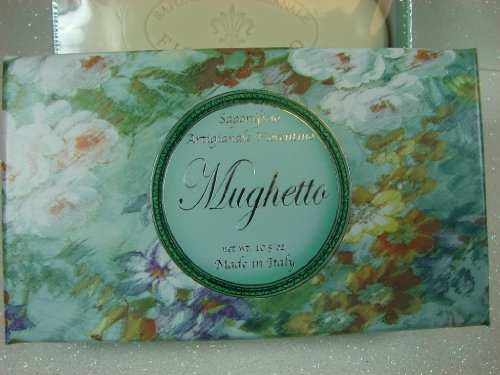 Saponificio
Artigianale Fiorentino
Mughetto
net wt. 10.5 oz.
Made in Italy